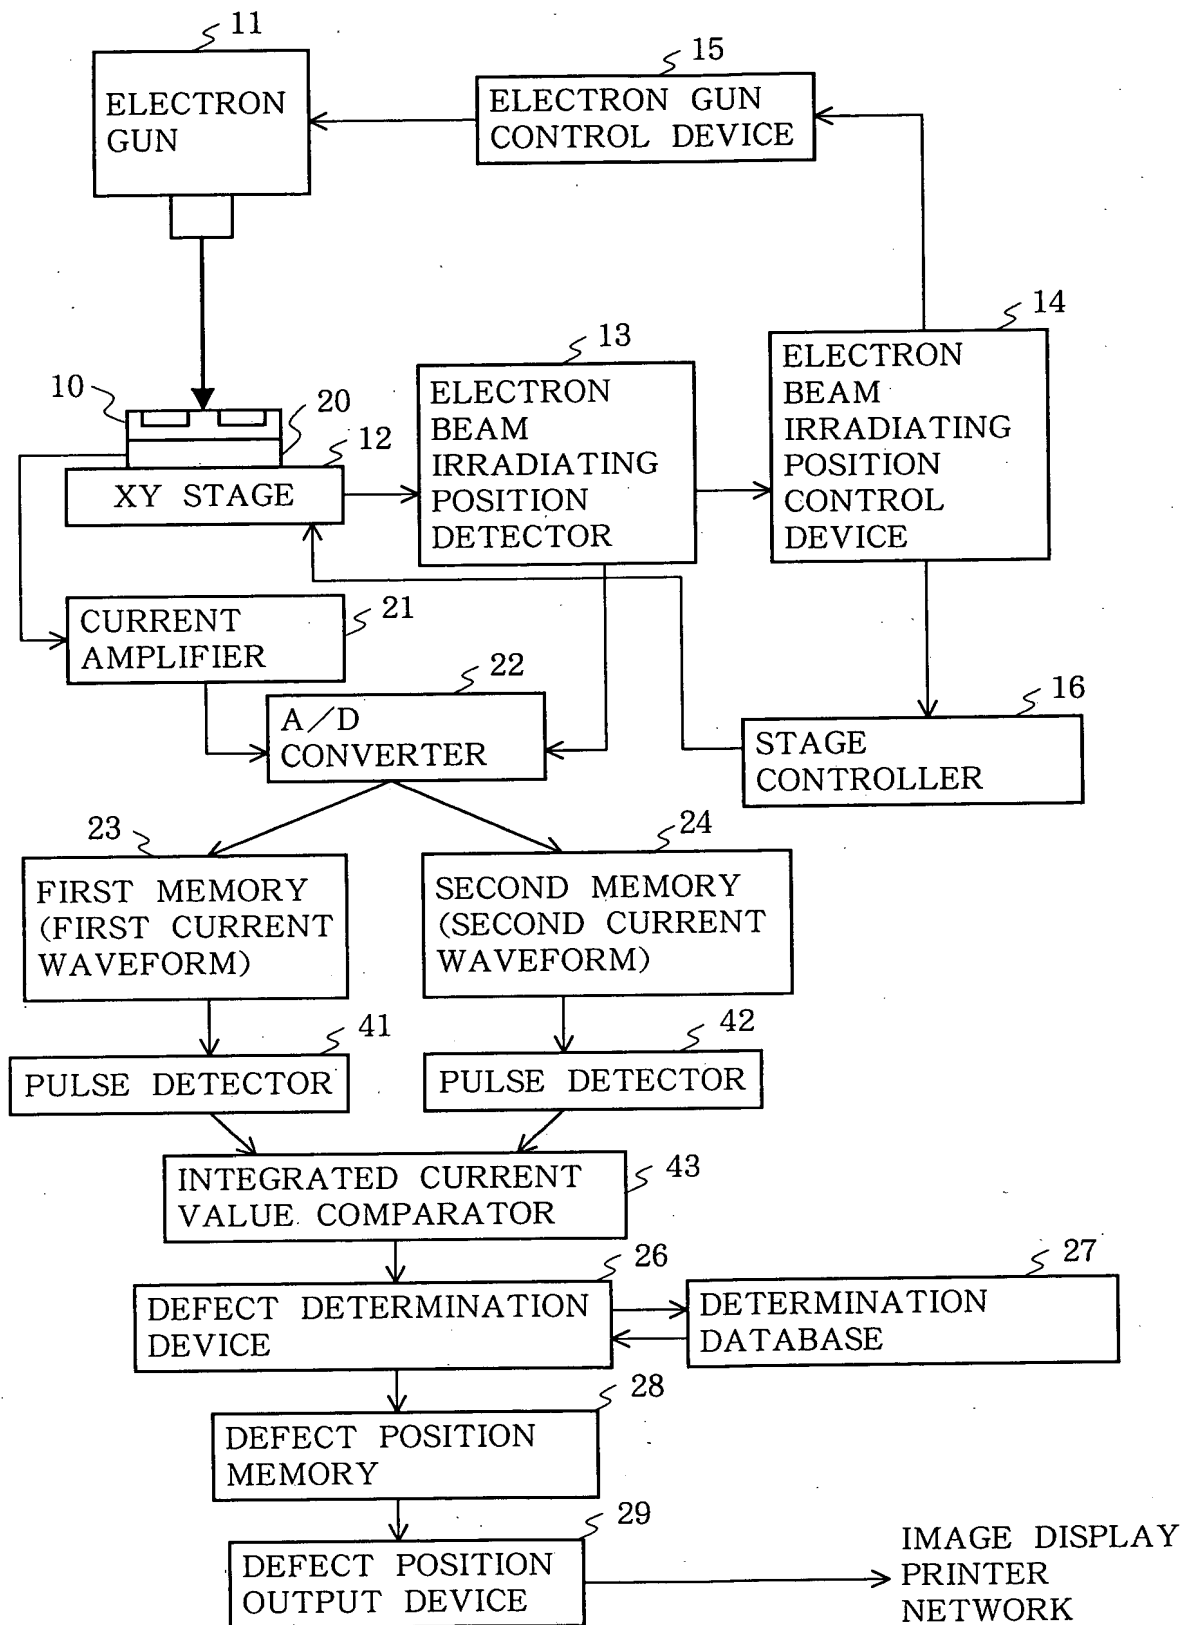 11
ELECTRON
GUN
15
ELECTRON GUN
CONTROL DEVICE
14
ELECTRON
BEAM
IRRADIATING
POSITION
CONTROL
DEVICE
13
ELECTRON
BEAM
IRRADIATING
POSITION
DETECTOR
10
20
12
XY STAGE
21
CURRENT
AMPLIFIER
22
A/D
CONVERTER
16
STAGE
CONTROLLER
23
FIRST MEMORY
(FIRST CURRENT
WAVEFORM)
24
SECOND MEMORY
(SECOND CURRENT
WAVEFORM)
41
PULSE DETECTOR
42
PULSE DETECTOR
43
INTEGRATED CURRENT
VALUE COMPARATOR
26
DEFECT DETERMINATION
DEVICE
27
DETERMINATION
DATABASE
28
DEFECT POSITION
MEMORY
29
DEFECT POSITION
OUTPUT DEVICE
IMAGE DISPLAY
PRINTER
NETWORK